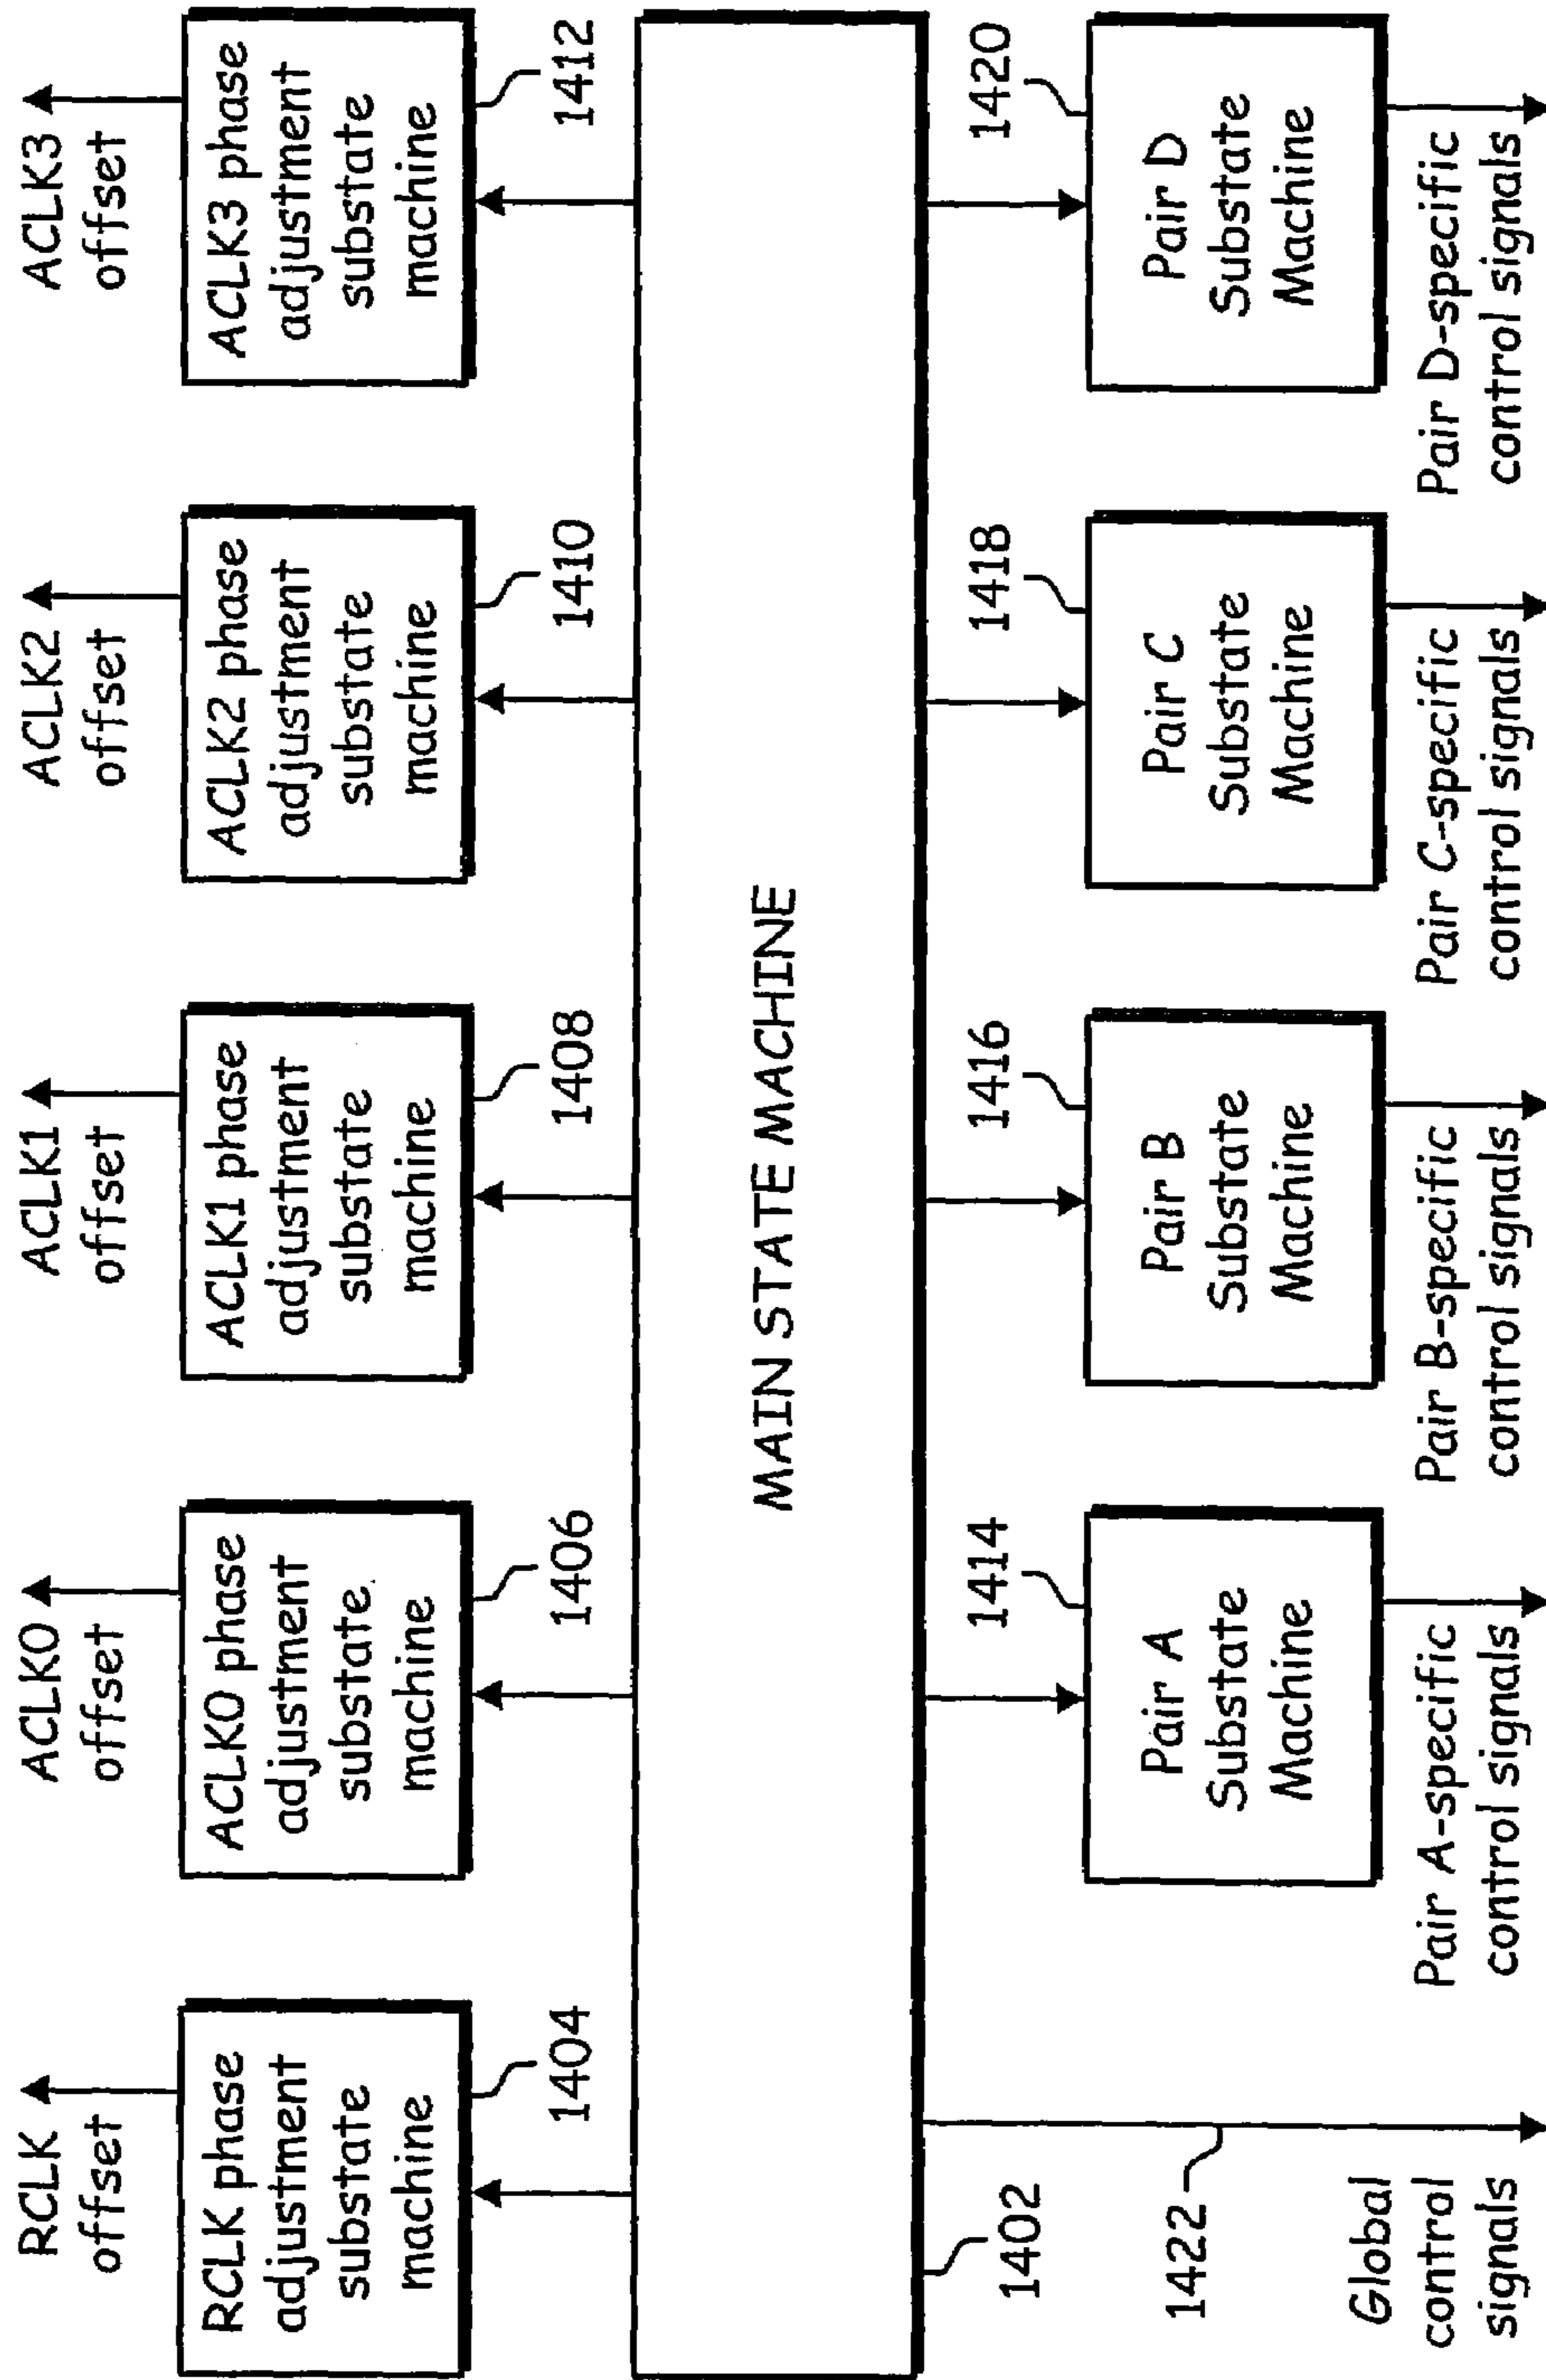 RCLK
offset
ACLK0
offset
ACLK1
offset
ACLK2
offset
ACLK3
offset
RCLK phase
adjustment
substate
machine
ACLK0 phase
adjustment
substate
machine
ACLK1 phase
adjustment
substate
machine
ACLK2 phase
adjustment
substate
machine
ACLK3 phase
adjustment
substate
machine
1404
1406
1408
1410
1412
MAIN STATE MACHINE
1402
1414
1416
1418
1420
Pair A
Substate
Machine
Pair B
Substate
Machine
Pair C
Substate
Machine
Pair D
Substate
Machine
1422
Global
control
signals
Pair A-specific
control signals
Pair B-specific
control signals
Pair C-specific
control signals
Pair D-specific
control signals